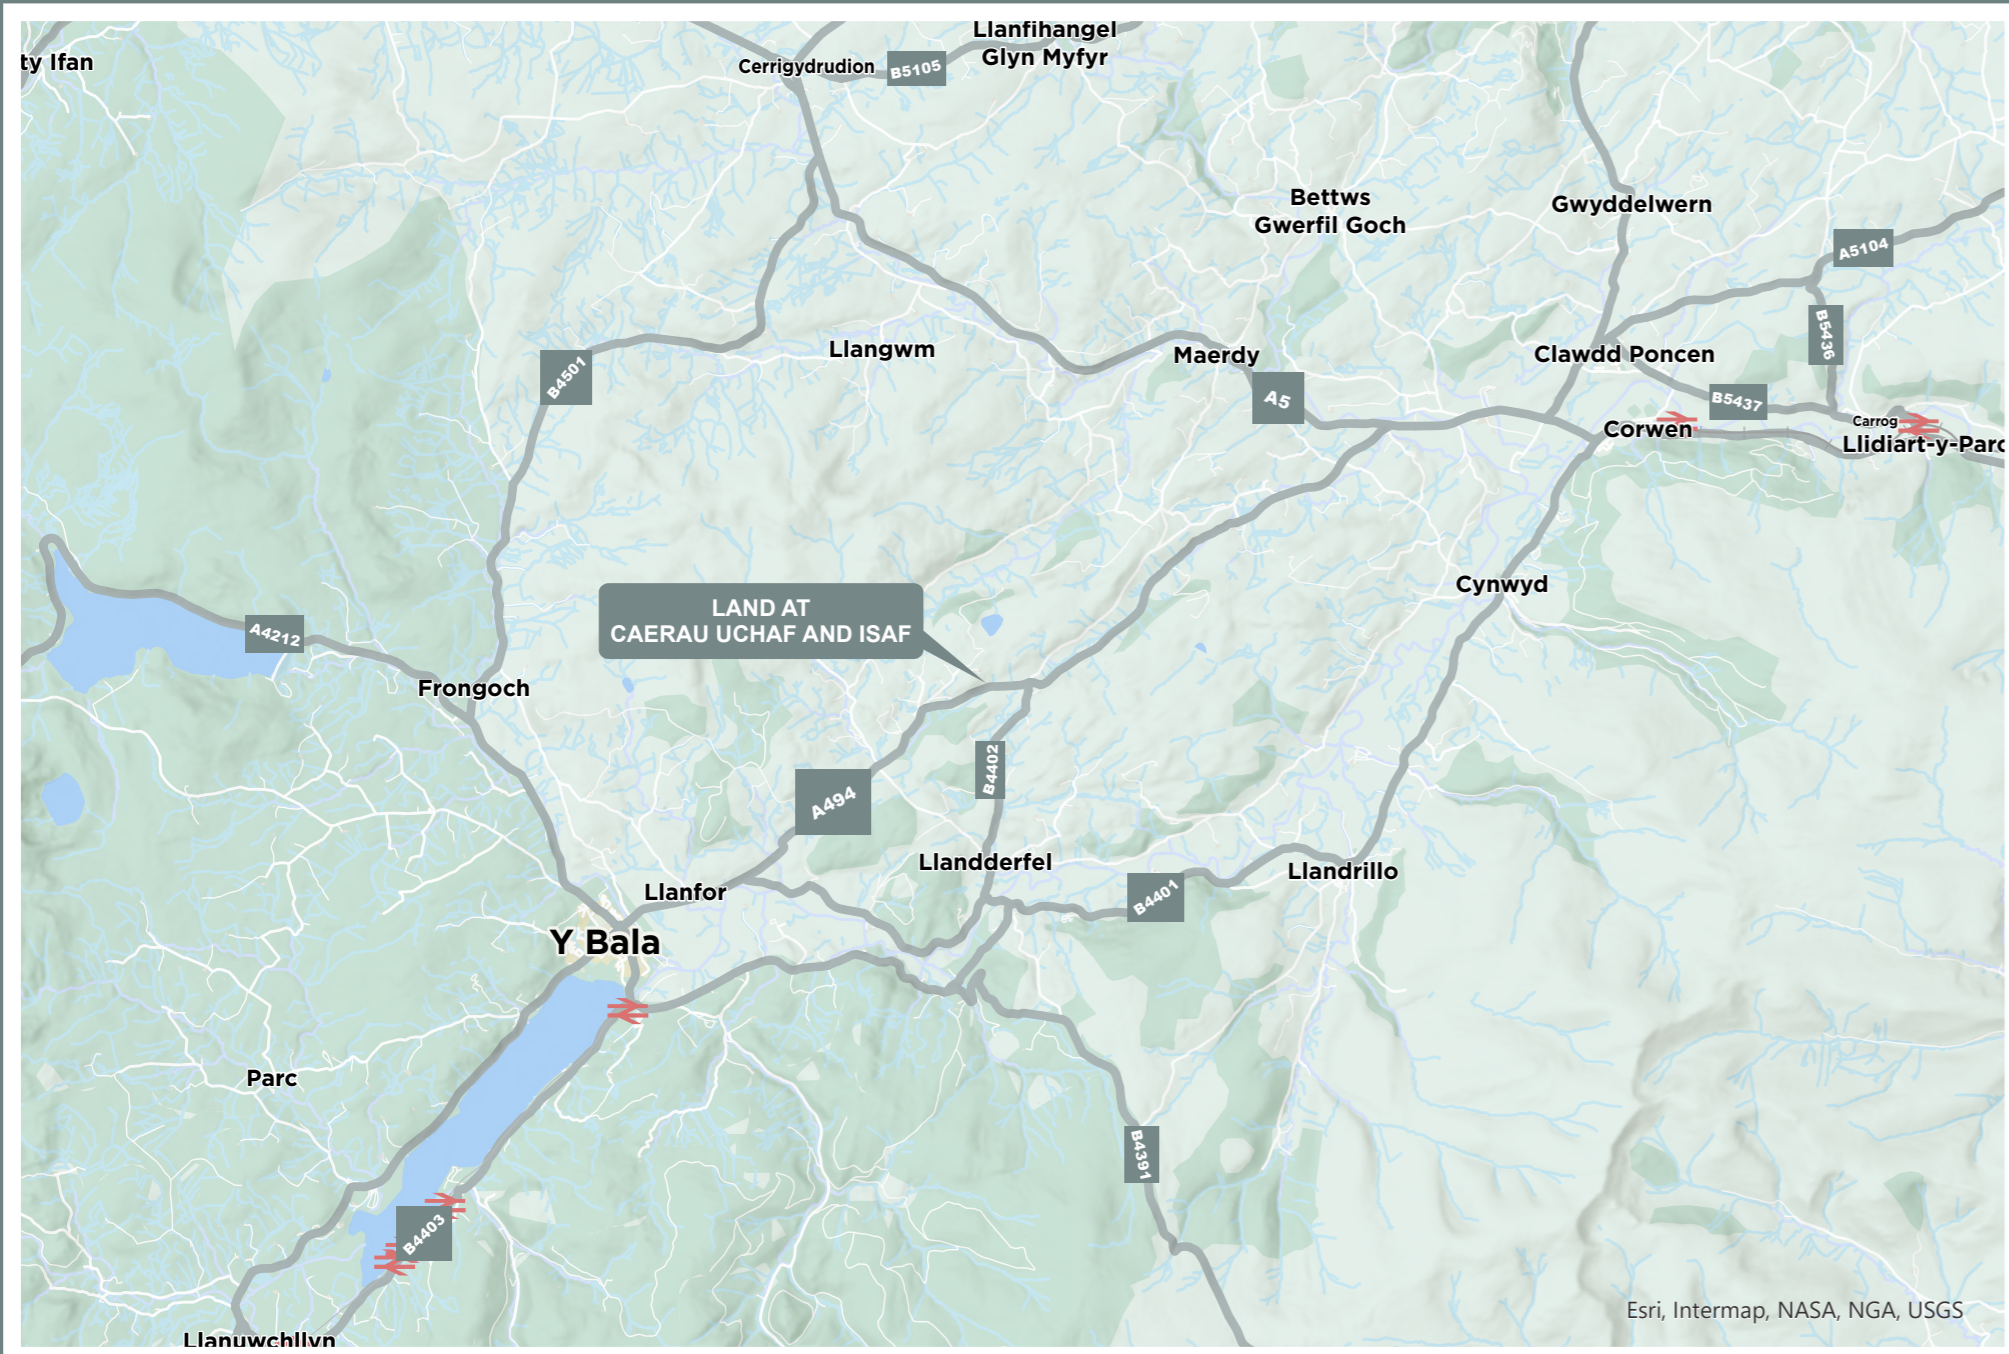 Llanfihangel
Glyn Myfyr
ty Ifan
Cerrigydrudion
B5105
Bettws
Gwerfil Goch
Gwyddelwern
A5104
B5436
Llangwm
Maerdy
Clawdd Poncen
B4501
A5
B5437
Corwen
Carrog
Llidiart-y-Parc
Cynwyd
LAND AT
CAERAU UCHAF AND ISAF
A4212
Frongoch
B4402
A494
Llandderfel
Llandrillo
Llanfor
B4401
Y Bala
Parc
B4391
B4403
Esri, Intermap, NASA, NGA, USGS
Llanuwchllyn